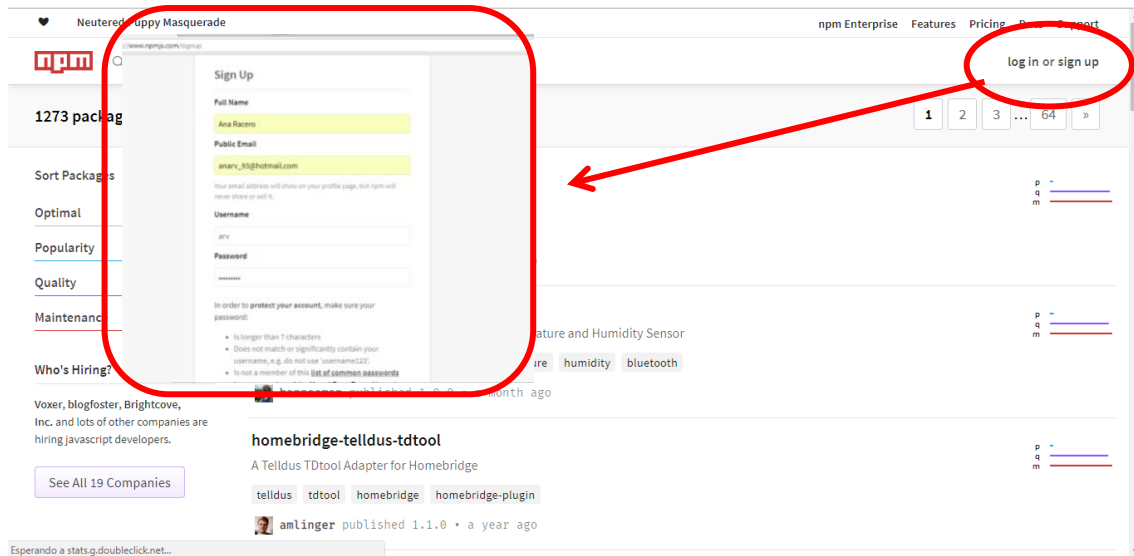 ♥ Neutered Puppy Masquerade
npm Enterprise Features Pricing Docs Support
npm
log in or sign up
//www.npmjs.com/signup
Sign Up
Full Name
Ana Racero
Public Email
anarv_93@hotmail.com
Your email address will show on your profile page, but npm will
never share or sell it.
Username
arv
Password
•••••••••
In order to protect your account, make sure your
password:
• Is longer than 7 characters
• Does not match or significantly contain your
username, e.g. do not use 'username123'.
• Is not a member of this list of common passwords
1273 packag
1 2 3 ... 64 »
Sort Packages
Optimal
Popularity
Quality
Maintenanc
Who's Hiring?
Voxer, blogfoster, Brightcove,
Inc. and lots of other companies are
hiring javascript developers.
See All 19 Companies
p
q
m
ature and Humidity Sensor
ure humidity bluetooth
published 1.0.0 • a month ago
p
q
m
homebridge-telldus-tdtool
A Telldus TDtool Adapter for Homebridge
telldus tdtool homebridge homebridge-plugin
amlinger published 1.1.0 • a year ago
p
q
m
Esperando a stats.g.doubleclick.net...